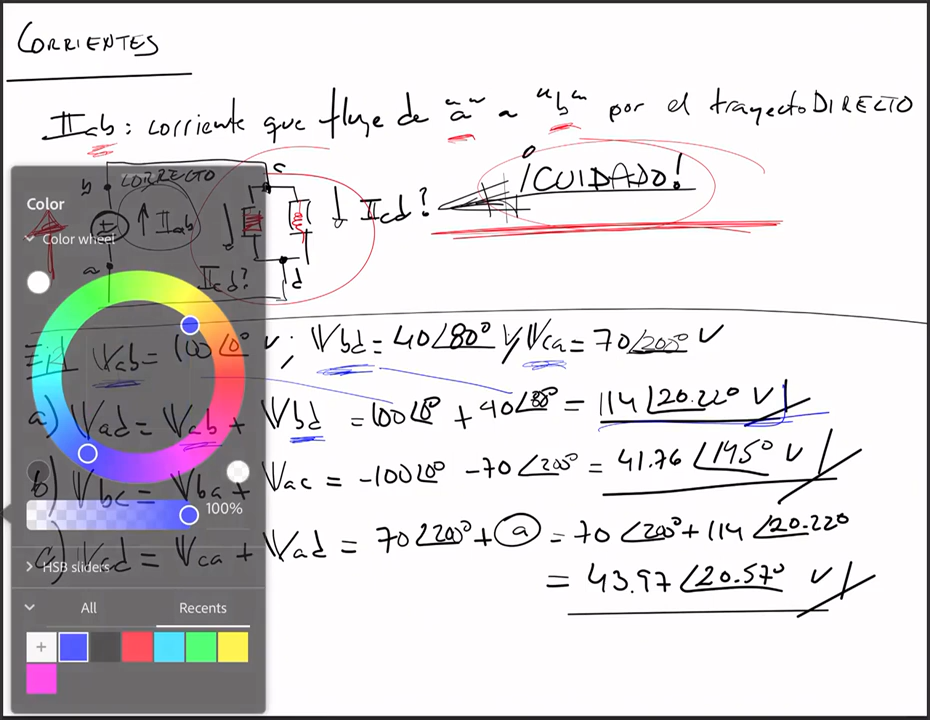 CORRIENTES
Iab: corriente que fluye de "a" a "b" por el trayecto DIRECTO
¡CUIDADO!
b CORRECTO c
Color
↑ Iab ↓ ↓ Icd?
Color wheel
a Icd? d
Vab = 100∠0° V; Vbd = 40∠80° V y Vca = 70∠200° V
a) Vad = Vab + Vbd = 100∠0° + 40∠80° = 114∠20.22° V
b) Vbc = Vba + Vac = -100∠0° - 70∠200° = 41.76∠145° V
100%
c) Vcd = Vca + Vad = 70∠200° + a = 70∠200° + 114∠20.22°
HSB sliders
= 43.97∠20.57° V
All Recents